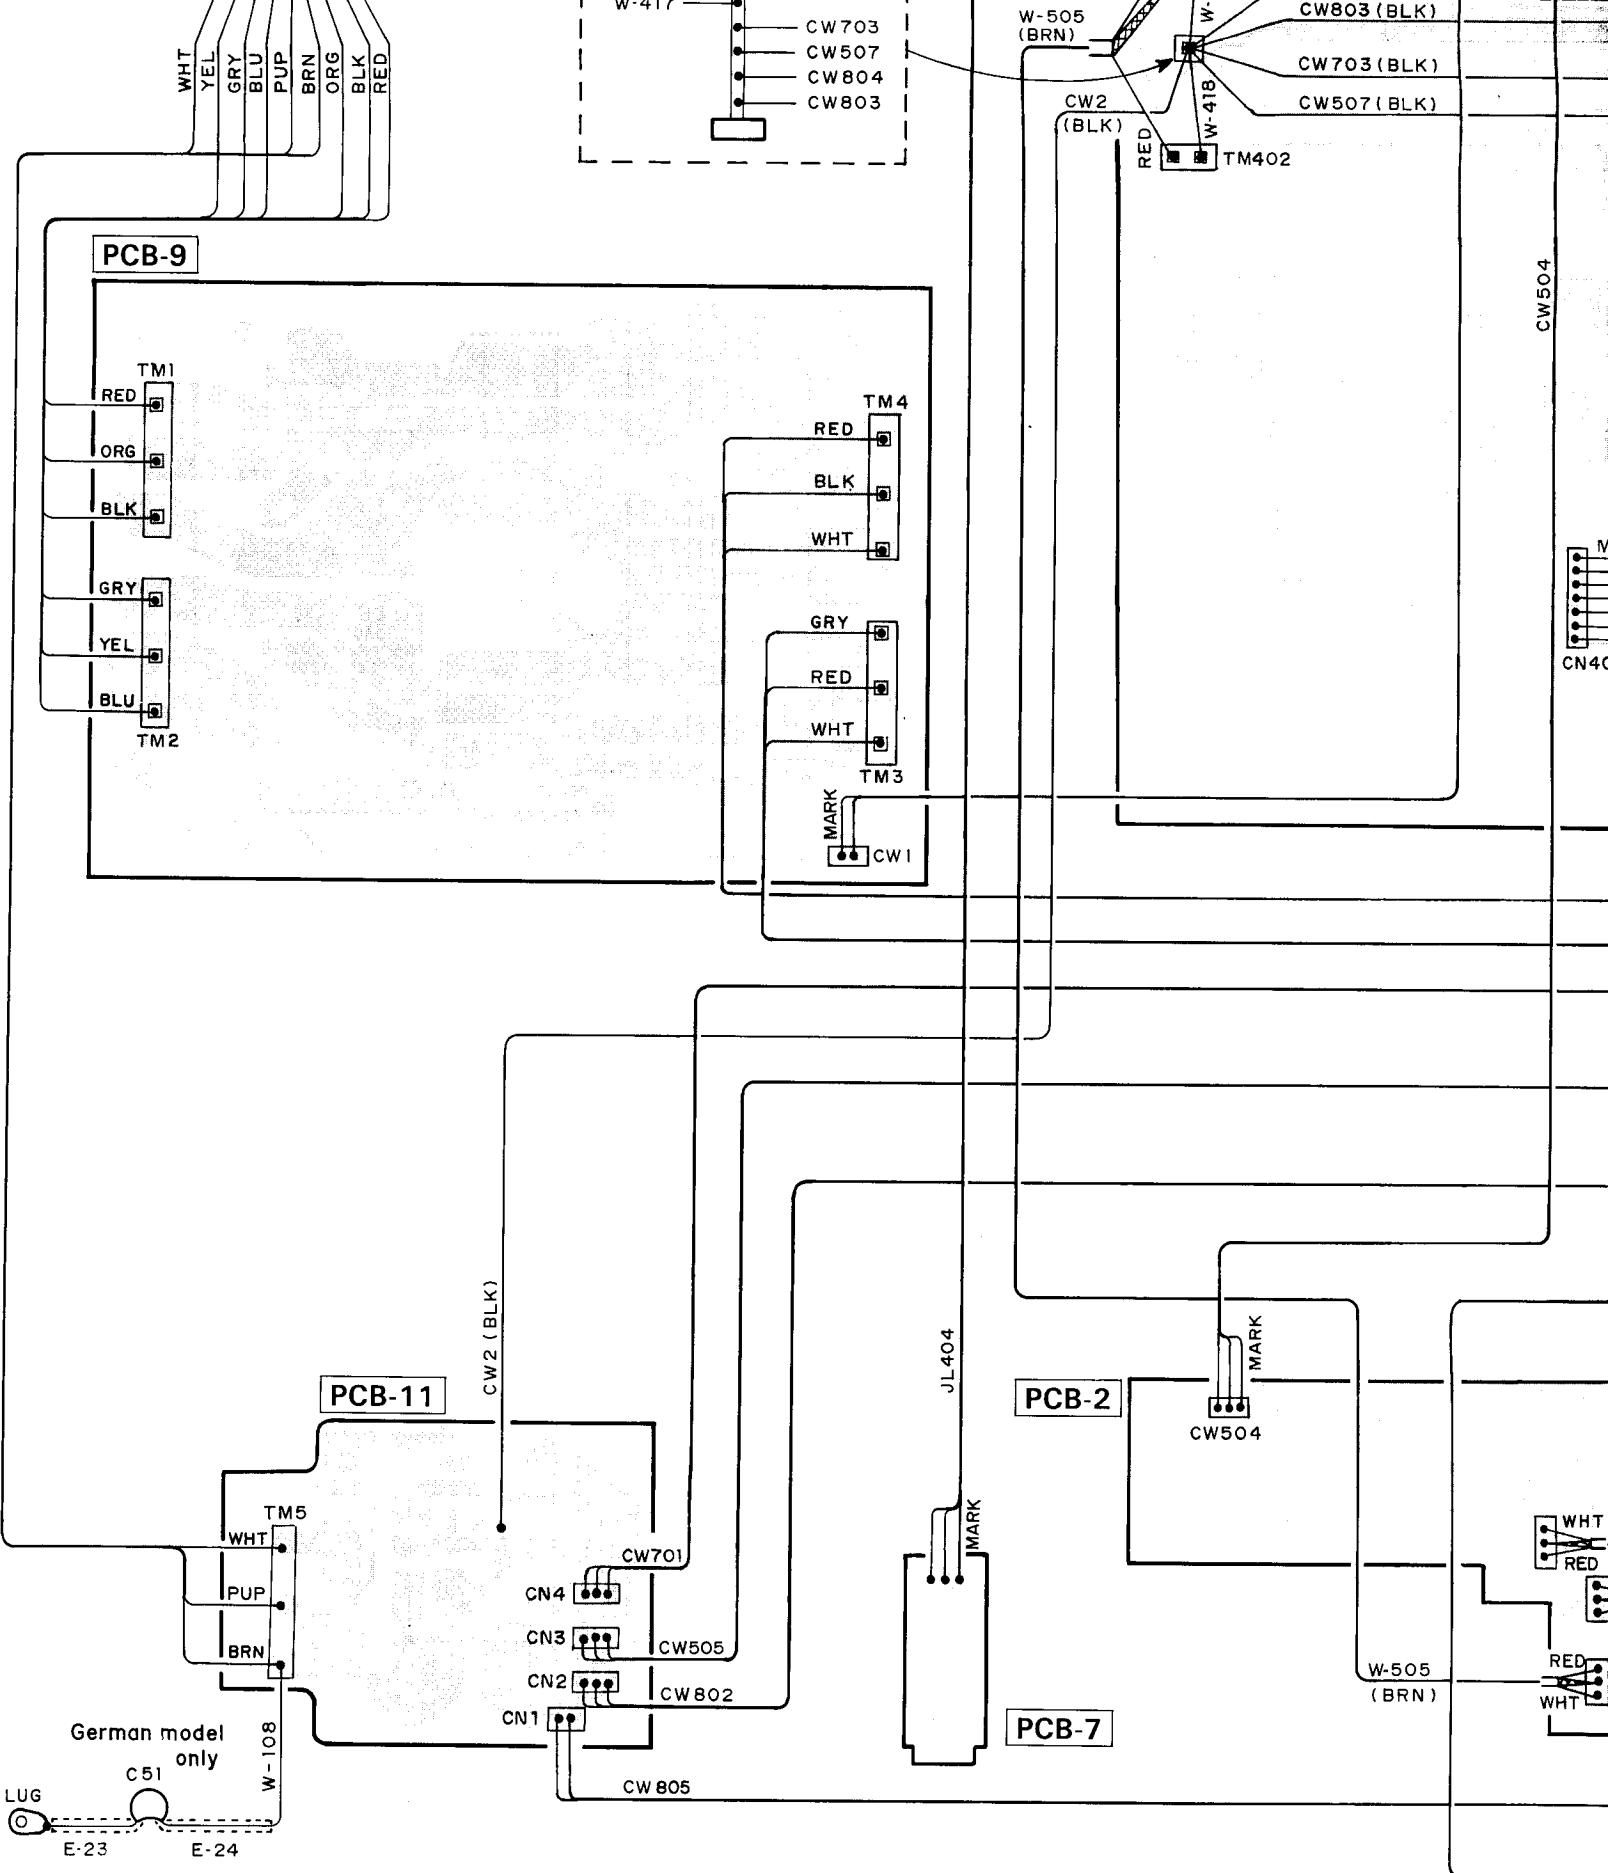 W-417
CW703
CW507
CW804
CW803
W-505
(BRN)
CW803 (BLK)
CW703 (BLK)
CW507 (BLK)
CW2
(BLK)
W-418
RED
TM402
WHT
YEL
GRY
BLU
PUP
BRN
ORG
BLK
RED
PCB-9
CW504
TM1
RED
ORG
BLK
GRY
YEL
BLU
TM2
TM4
RED
BLK
WHT
GRY
RED
WHT
TM3
MARK
CW1
CW2 (BLK)
JL404
MARK
PCB-11
PCB-2
MARK
CW504
TM5
WHT
PUP
BRN
CW701
CN4
CN3
CW505
CN2
CW802
CN1
CW805
PCB-7
WHT
RED
RED
WHT
W-505
(BRN)
German model
only
C51
W-108
LUG
E-23
E-24